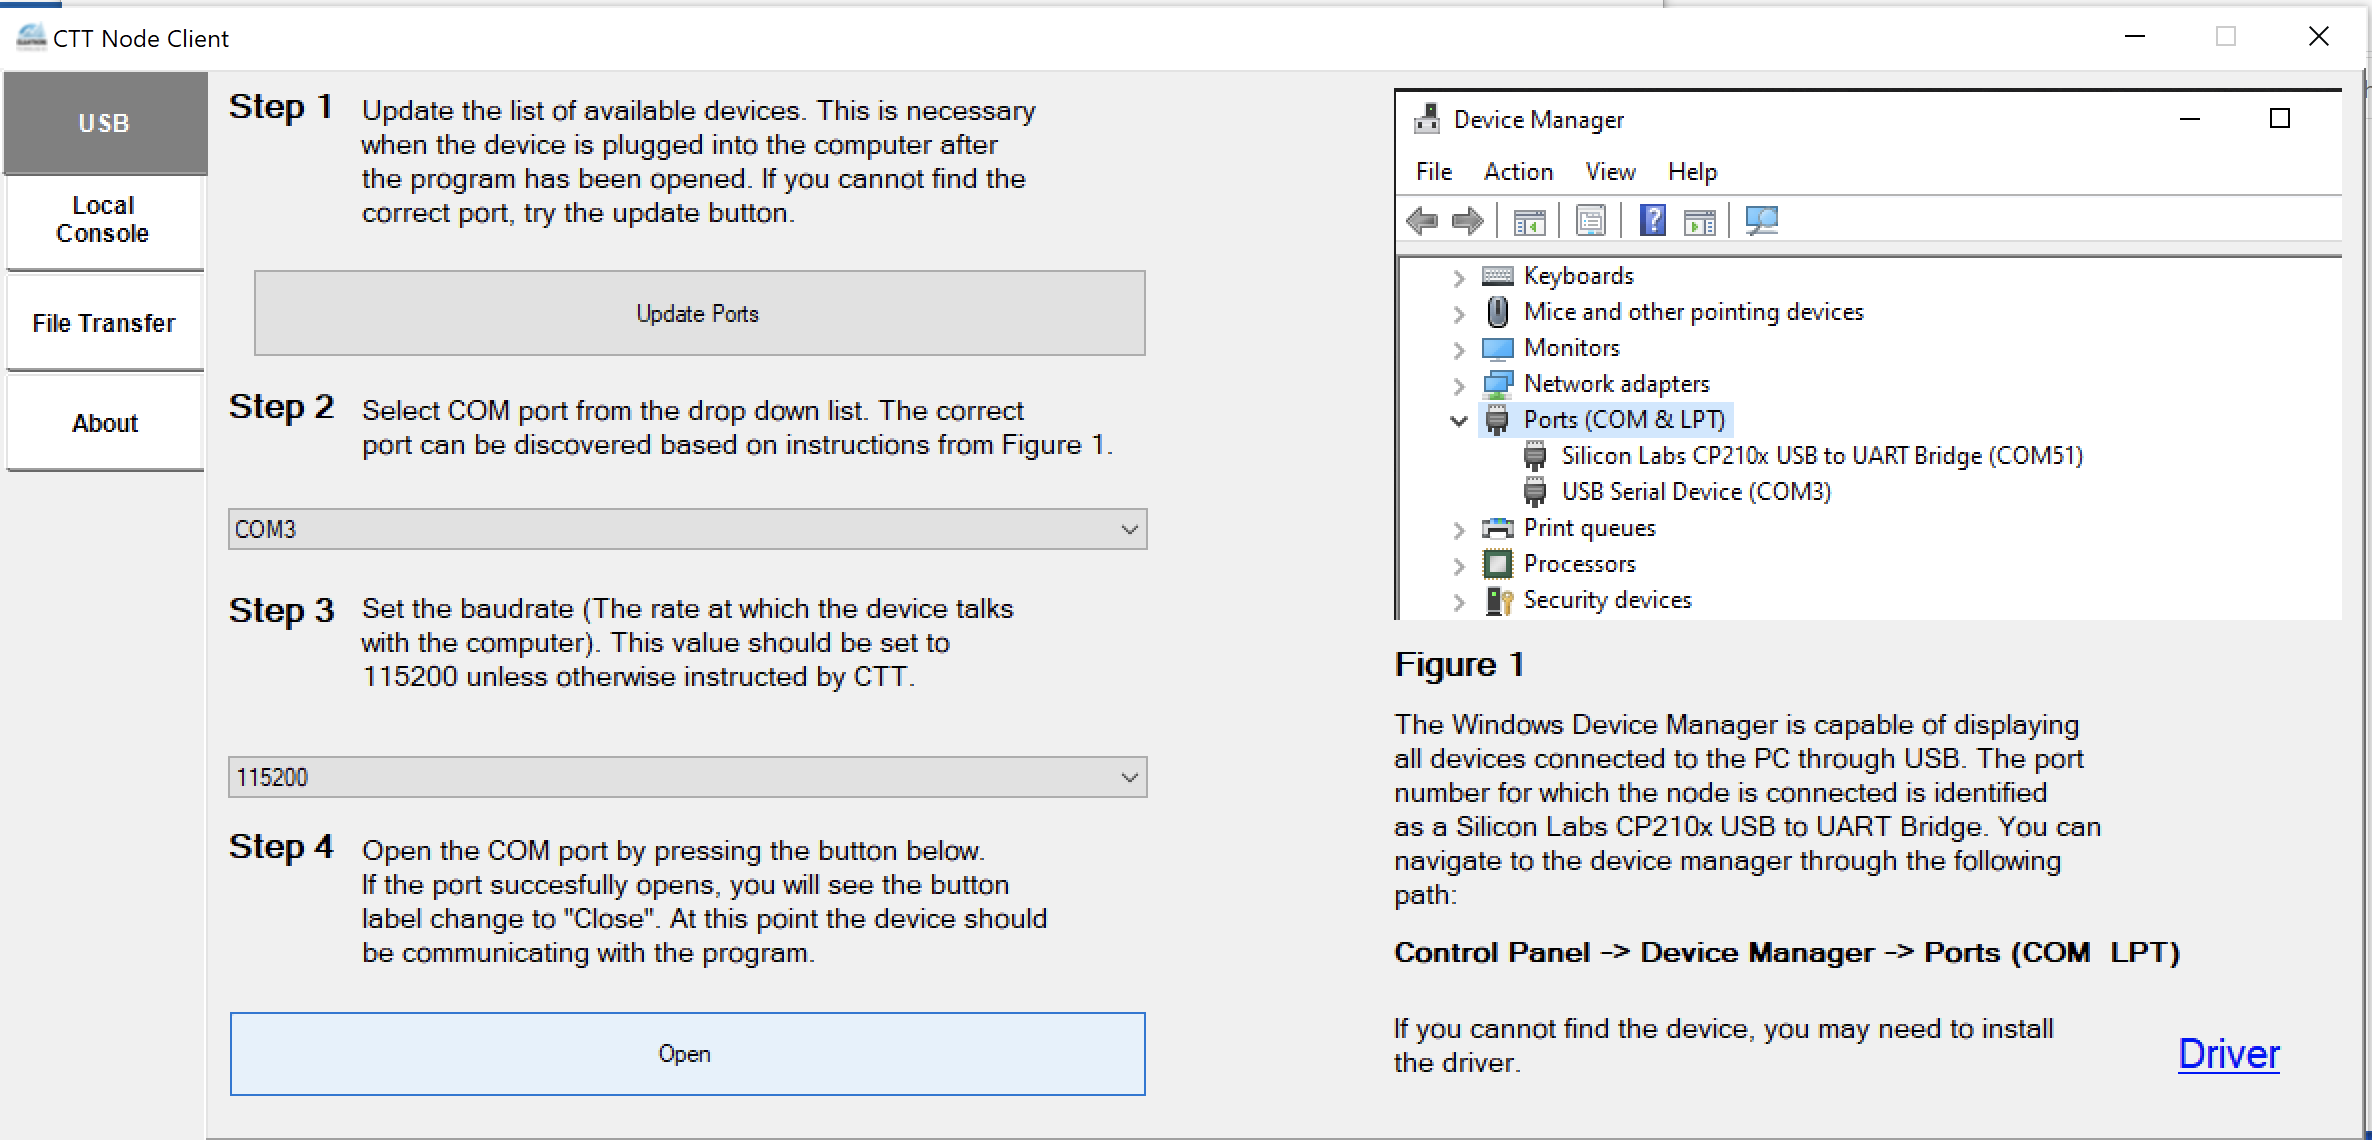 CTT Node Client
USB
Local
Console
File Transfer
About
Step 1
Update the list of available devices. This is necessary
when the device is plugged into the computer after
the program has been opened. If you cannot find the
correct port, try the update button.
Update Ports
Step 2
Select COM port from the drop down list. The correct
port can be discovered based on instructions from Figure 1.
COM3
Step 3
Set the baudrate (The rate at which the device talks
with the computer). This value should be set to
115200 unless otherwise instructed by CTT.
115200
Step 4
Open the COM port by pressing the button below.
If the port succesfully opens, you will see the button
label change to "Close". At this point the device should
be communicating with the program.
Open
Device Manager
File Action View Help
Keyboards
Mice and other pointing devices
Monitors
Network adapters
Ports (COM & LPT)
Silicon Labs CP210x USB to UART Bridge (COM51)
USB Serial Device (COM3)
Print queues
Processors
Security devices
Figure 1
The Windows Device Manager is capable of displaying
all devices connected to the PC through USB. The port
number for which the node is connected is identified
as a Silicon Labs CP210x USB to UART Bridge. You can
navigate to the device manager through the following
path:
Control Panel -> Device Manager -> Ports (COM  LPT)
If you cannot find the device, you may need to install
the driver.
Driver